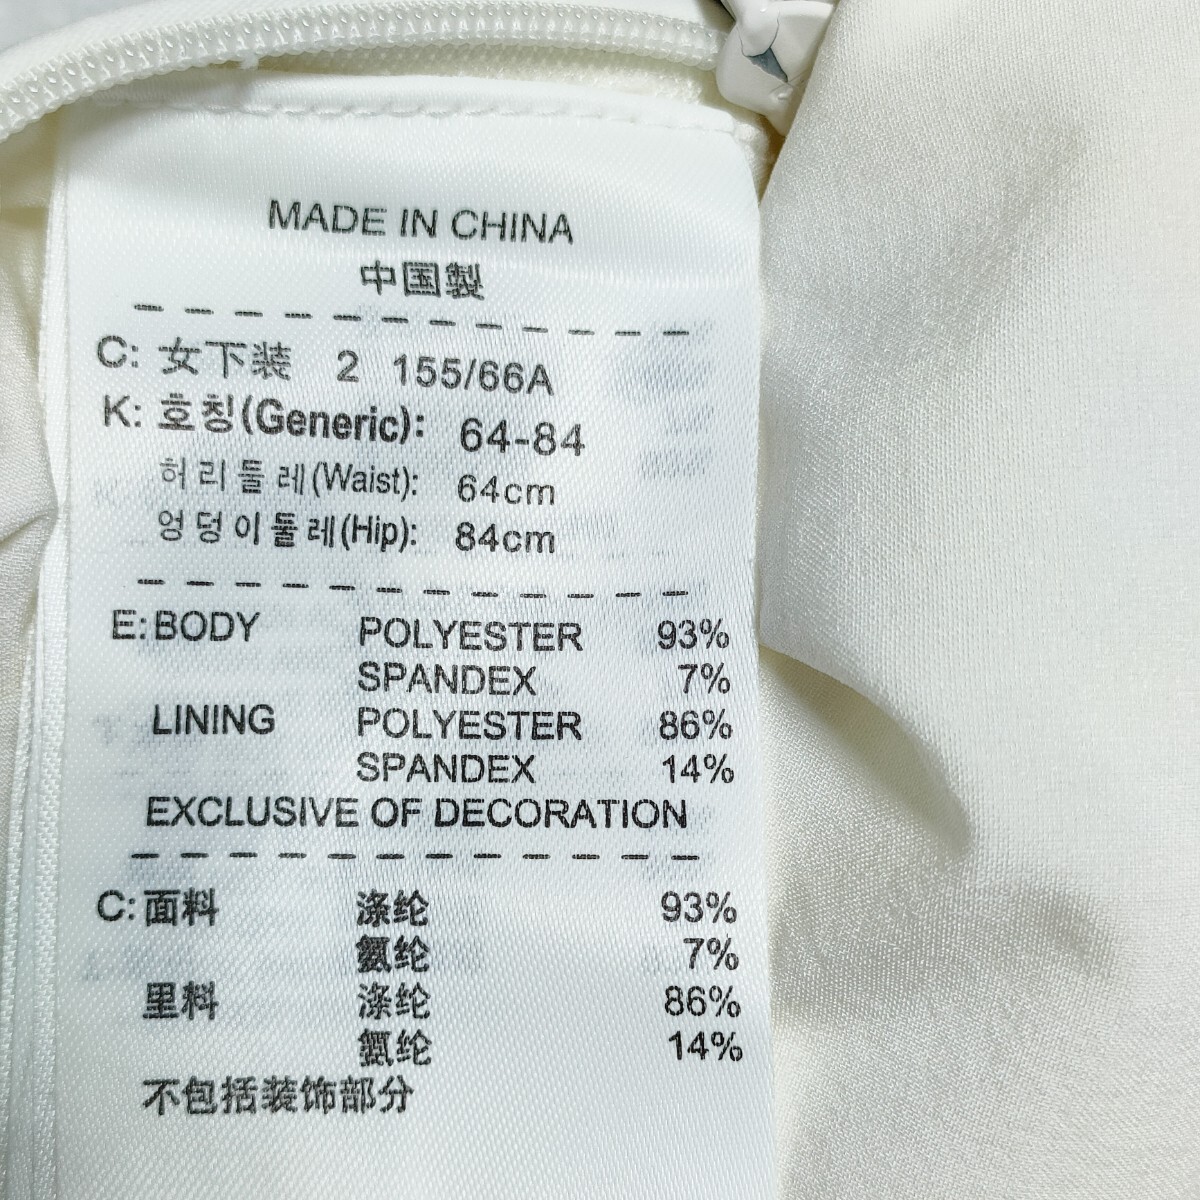 MADE IN CHINA
中国製
C: 女下装 2 155/66A
K: 호칭(Generic): 64-84
허리둘레(Waist): 64cm
엉덩이둘레(Hip): 84cm
E: BODY POLYESTER 93%
SPANDEX 7%
LINING POLYESTER 86%
SPANDEX 14%
EXCLUSIVE OF DECORATION
C: 面料 涤纶 93%
氨纶 7%
里料 涤纶 86%
氨纶 14%
不包括装饰部分